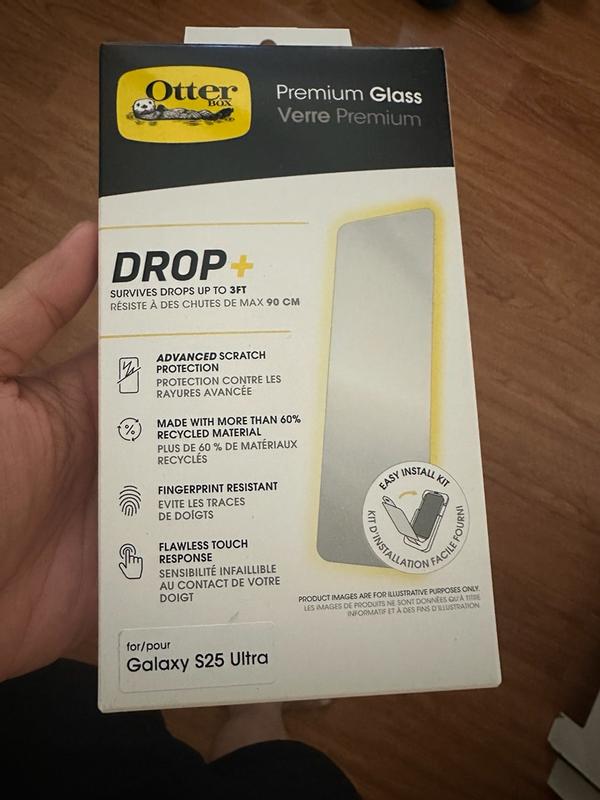 Otter
BOX
Premium Glass
Verre Premium
DROP+
SURVIVES DROPS UP TO 3FT
RÉSISTE À DES CHUTES DE MAX 90 CM
ADVANCED SCRATCH
PROTECTION
PROTECTION CONTRE LES
RAYURES AVANCÉE
MADE WITH MORE THAN 60%
RECYCLED MATERIAL
PLUS DE 60 % DE MATÉRIAUX
RECYCLÉS
FINGERPRINT RESISTANT
EVITE LES TRACES
DE DOÏGTS
FLAWLESS TOUCH
RESPONSE
SENSIBILITÉ INFAILLIBLE
AU CONTACT DE VOTRE
DOIGT
EASY INSTALL KIT
KIT D'INSTALLATION FACILE FOURNI
PRODUCT IMAGES ARE FOR ILLUSTRATIVE PURPOSES ONLY.
LES IMAGES DE PRODUITS NE SONT DONNÉES QU'À TITRE
INFORMATIF ET À DES FINS D'ILLUSTRATION.
for/pour
Galaxy S25 Ultra